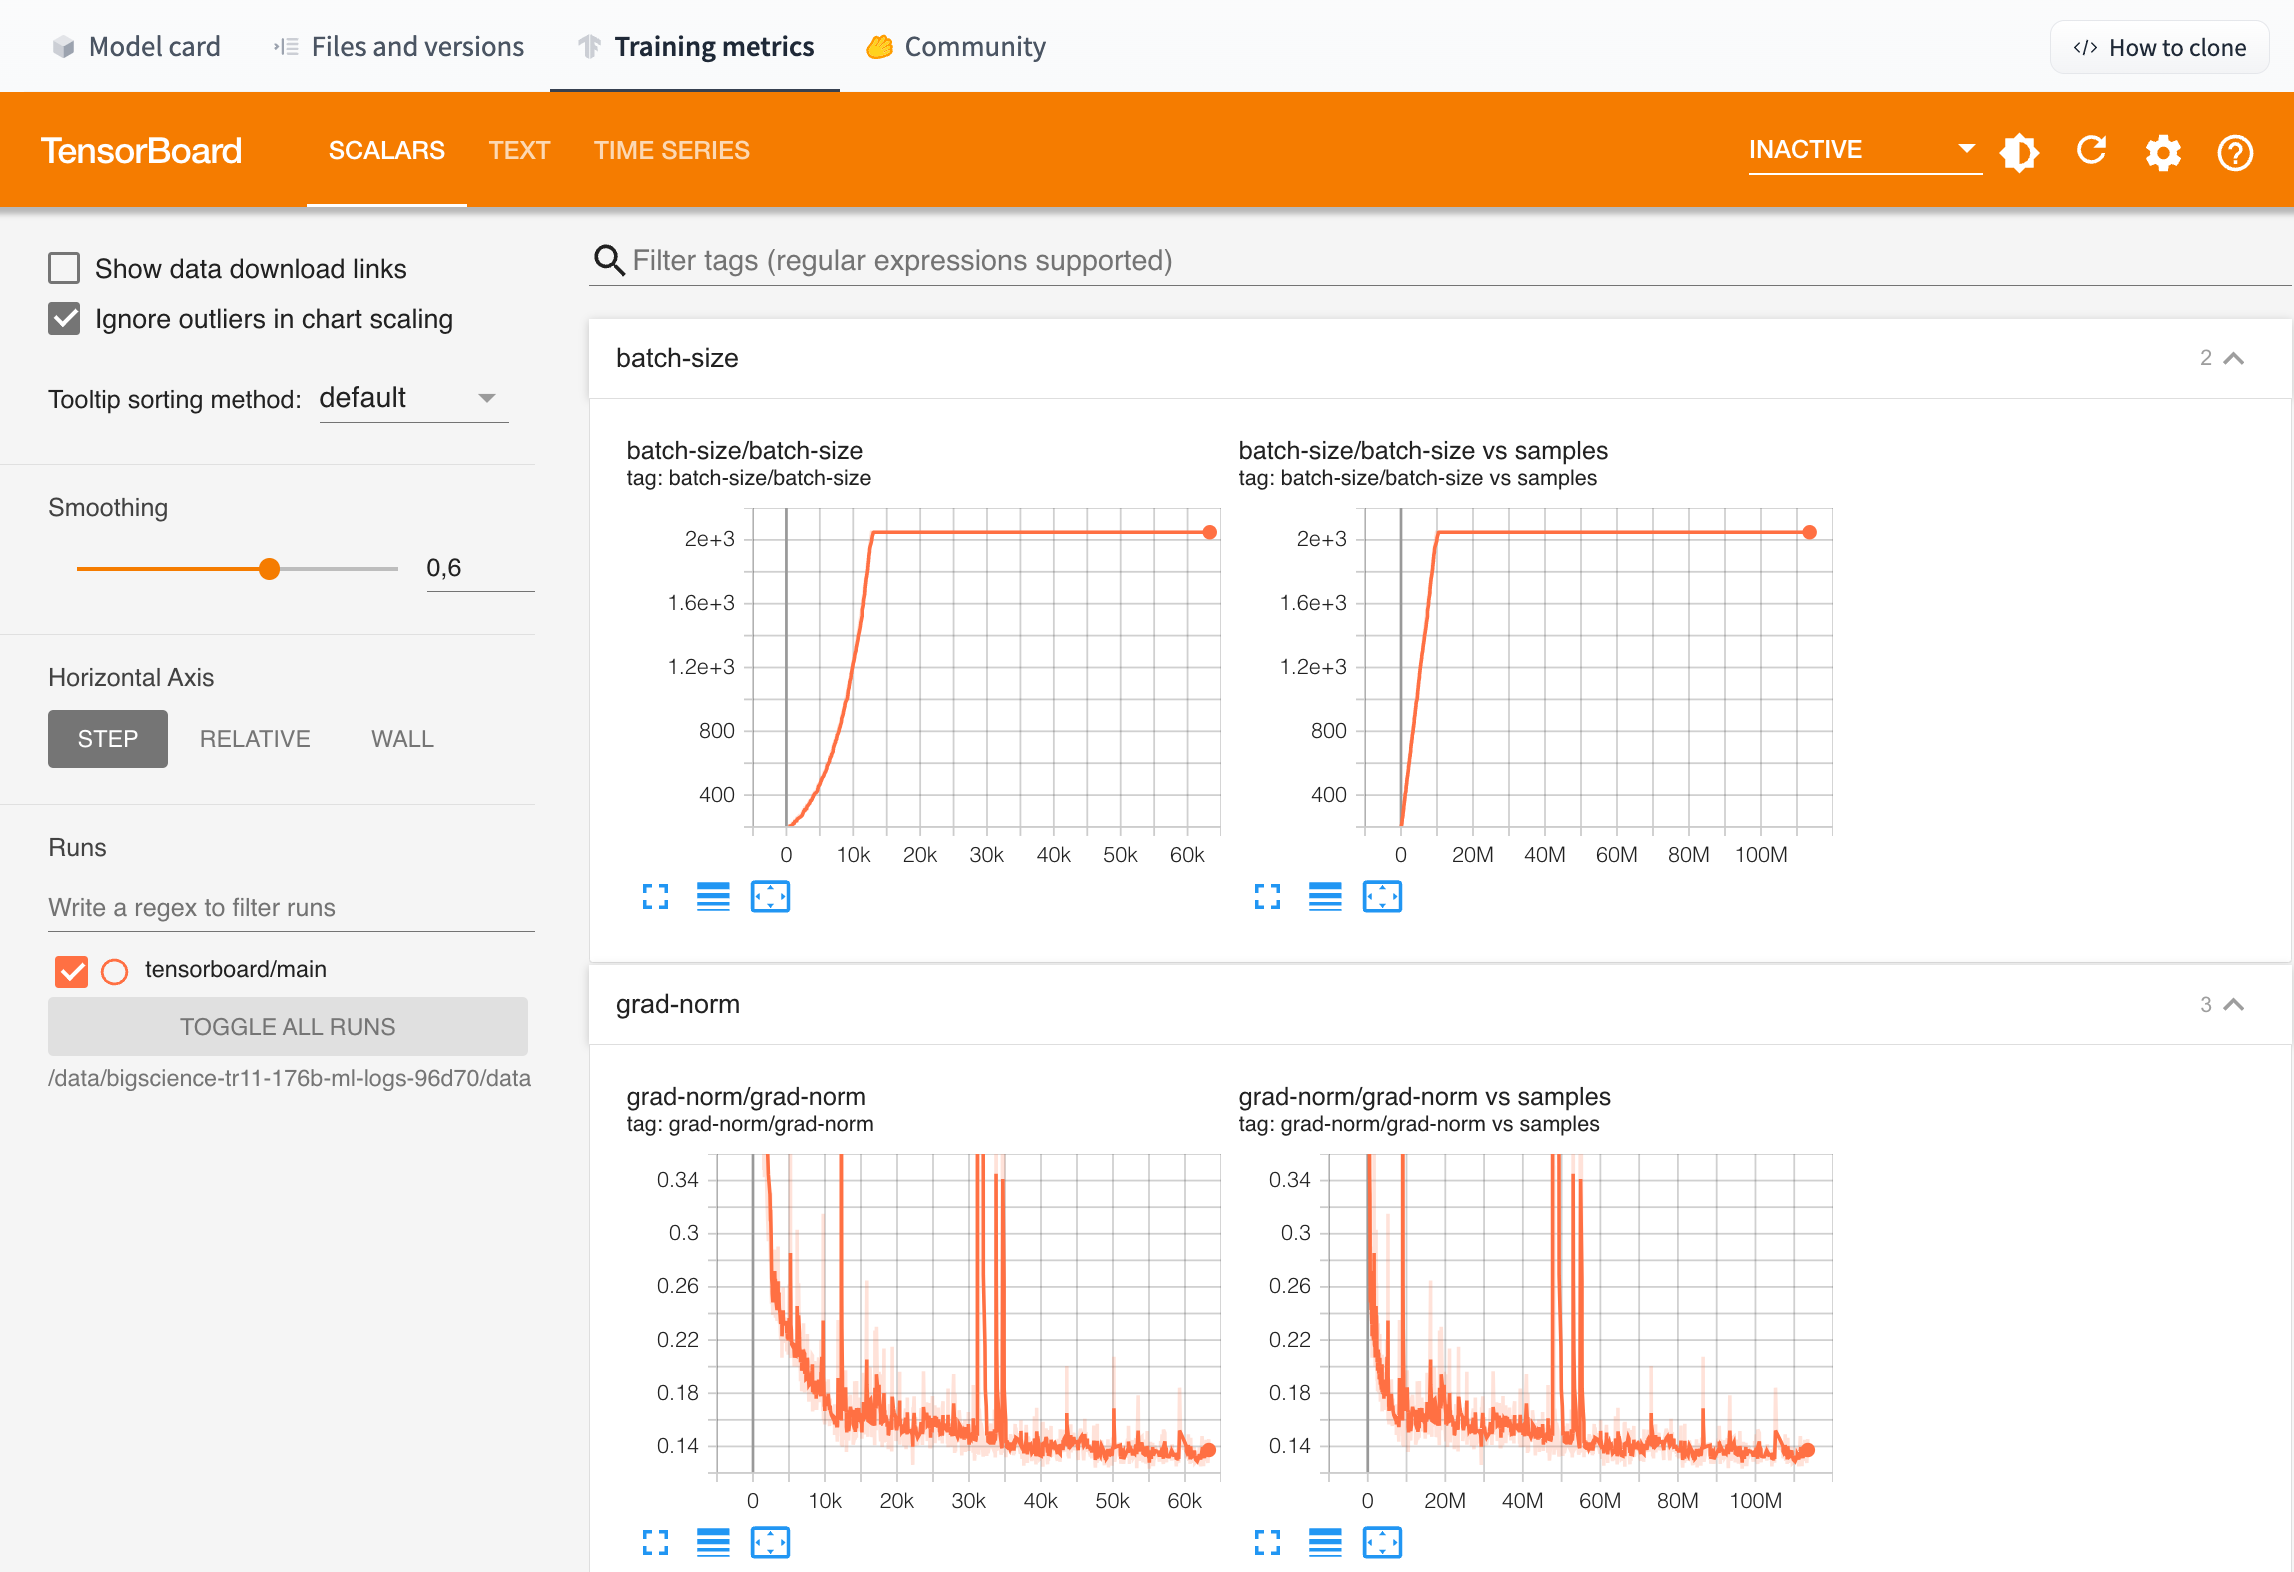 Model card
Files and versions
Training metrics
Community
</> How to clone
TensorBoard
SCALARS
TEXT
TIME SERIES
INACTIVE
Show data download links
Ignore outliers in chart scaling
Tooltip sorting method: default
Smoothing
0,6
Horizontal Axis
STEP
RELATIVE
WALL
Runs
Write a regex to filter runs
tensorboard/main
TOGGLE ALL RUNS
/data/bigscience-tr11-176b-ml-logs-96d70/data
Filter tags (regular expressions supported)
batch-size
2
batch-size/batch-size
tag: batch-size/batch-size
2e+3
1.6e+3
1.2e+3
800
400
0 10k 20k 30k 40k 50k 60k
batch-size/batch-size vs samples
tag: batch-size/batch-size vs samples
2e+3
1.6e+3
1.2e+3
800
400
0 20M 40M 60M 80M 100M
grad-norm
3
grad-norm/grad-norm
tag: grad-norm/grad-norm
0.34
0.3
0.26
0.22
0.18
0.14
0 10k 20k 30k 40k 50k 60k
grad-norm/grad-norm vs samples
tag: grad-norm/grad-norm vs samples
0.34
0.3
0.26
0.22
0.18
0.14
0 20M 40M 60M 80M 100M